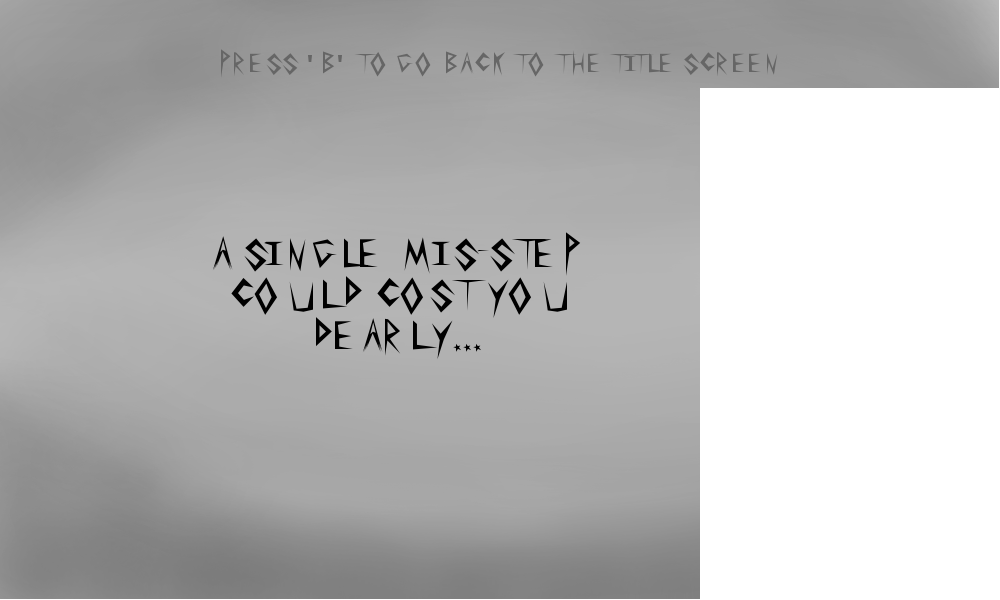 PRESS 'B' TO GO BACK TO THE TITLE SCREEN
A SINGLE MIS-STEP
COULD COST YOU
DEARLY...